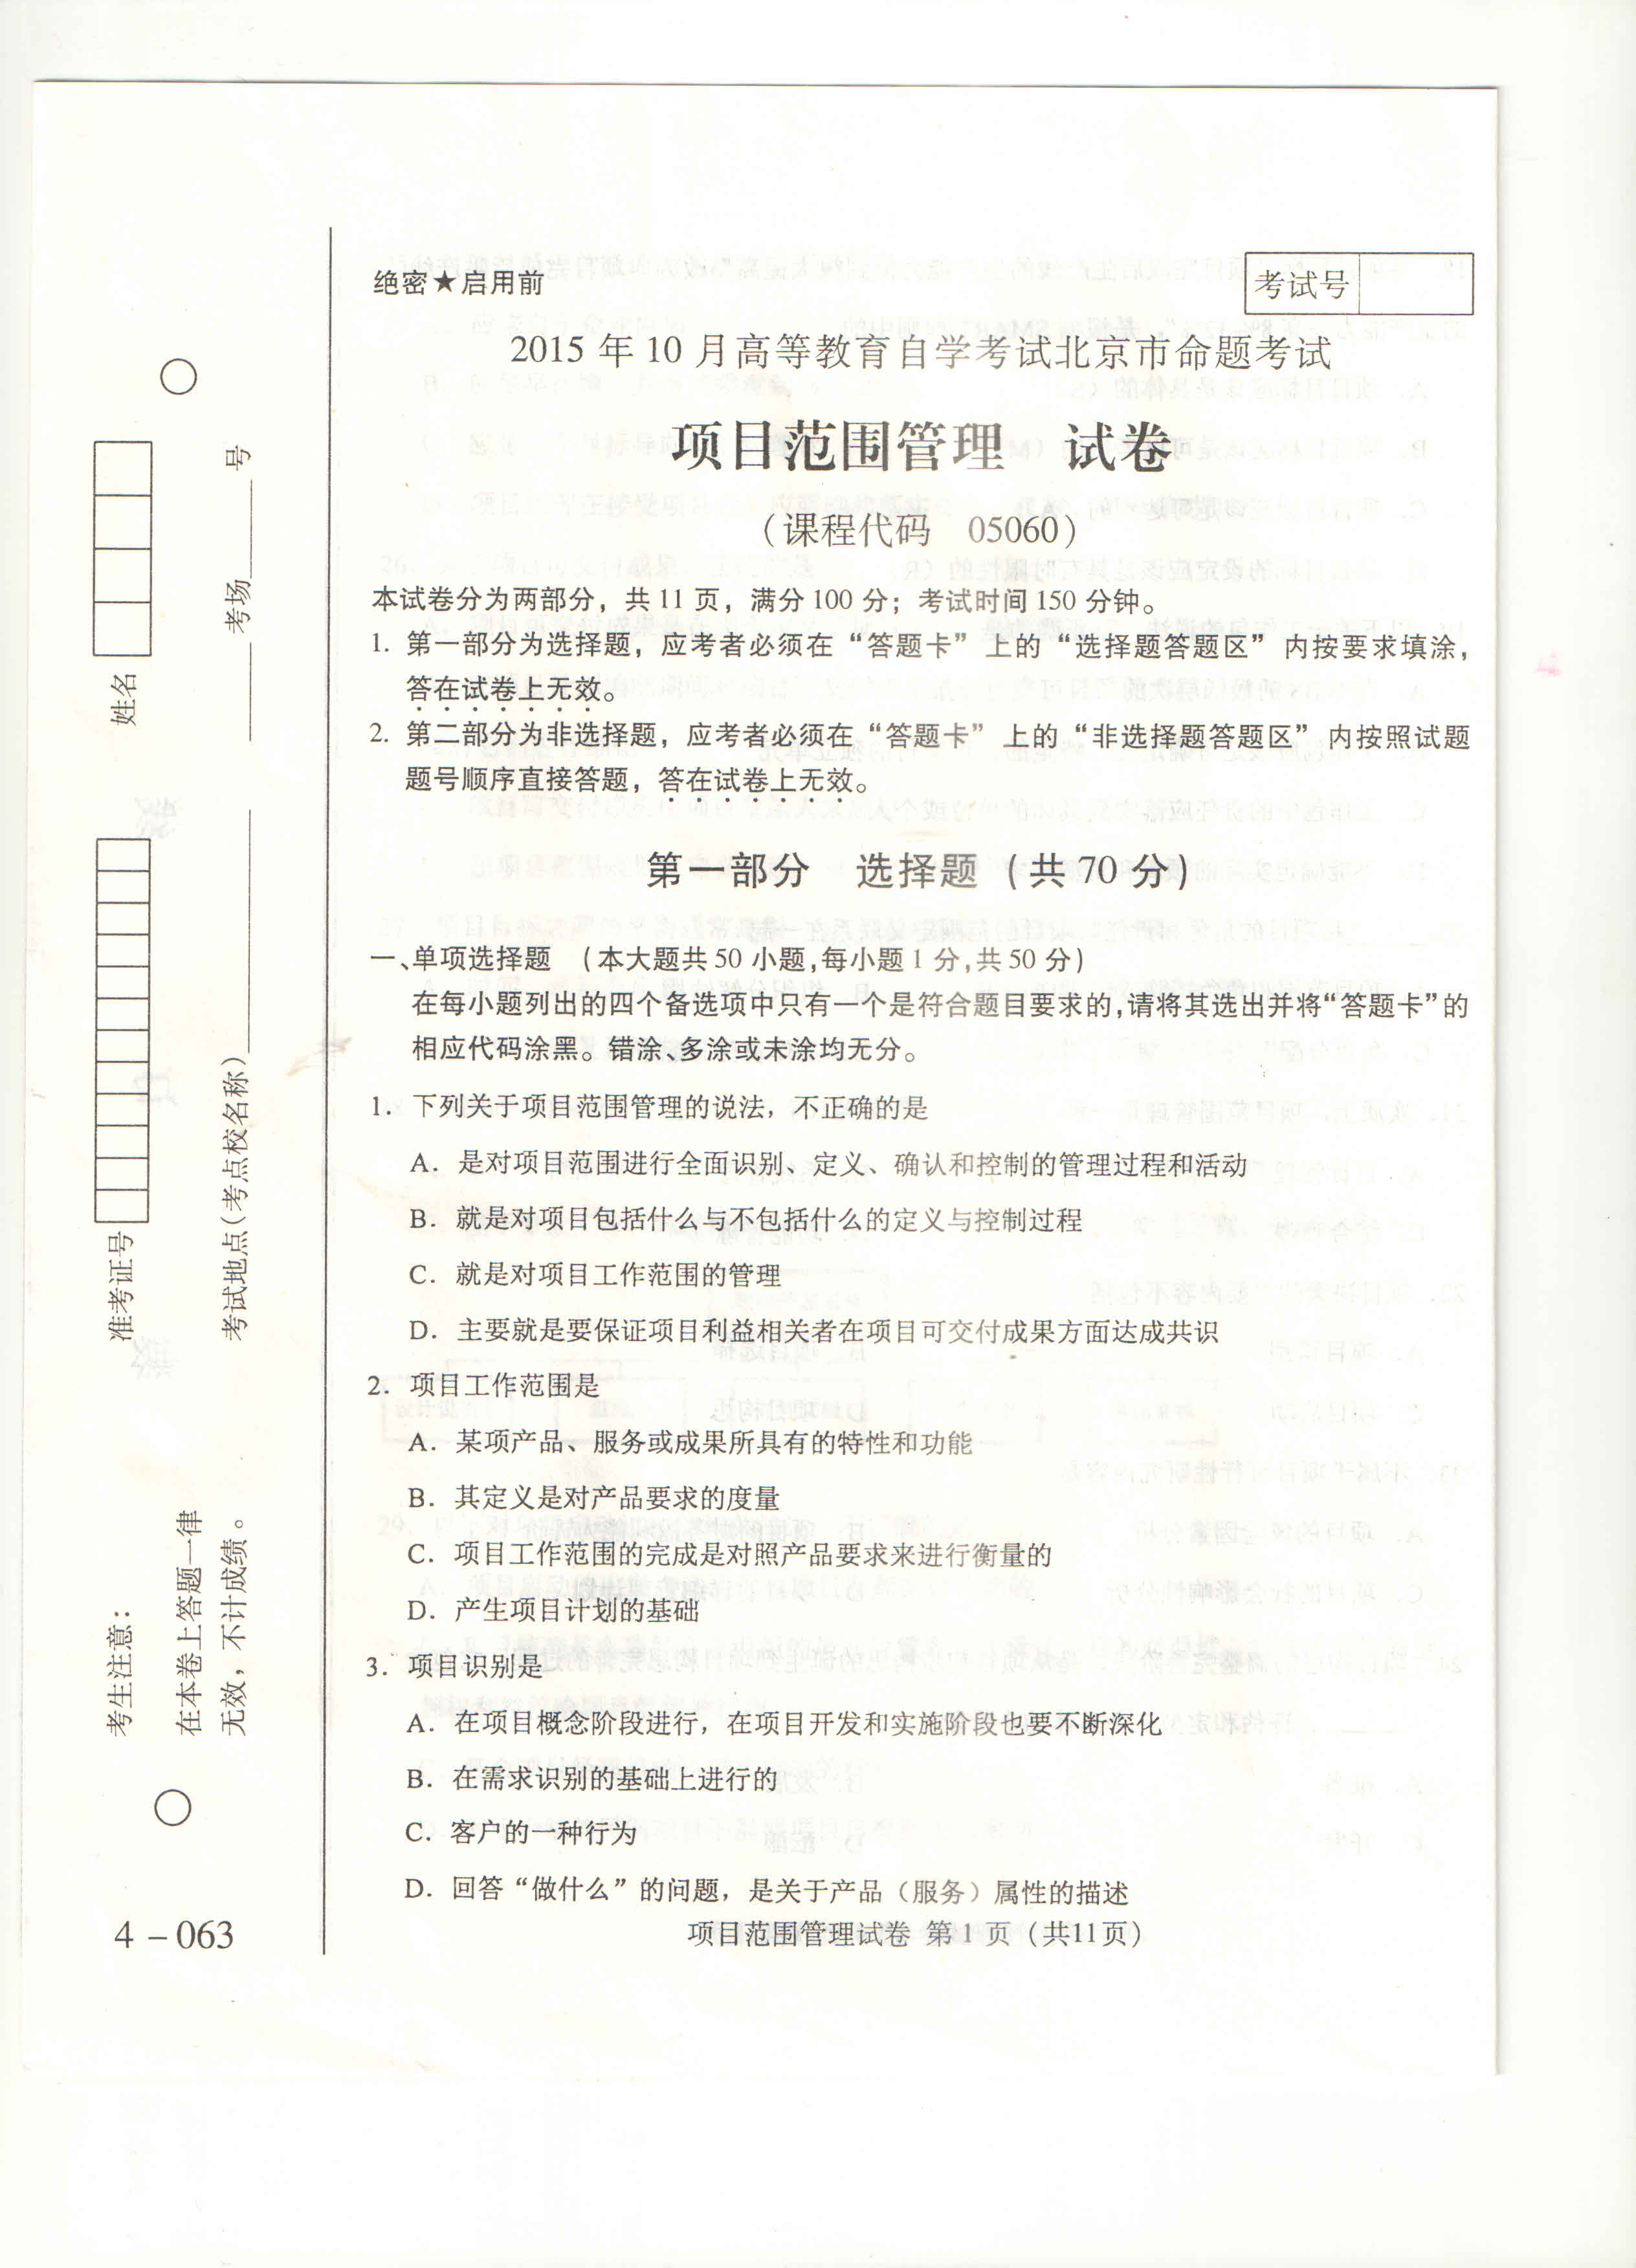 绝密★启用前
考试号
2015 年 10 月高等教育自学考试北京市命题考试
项目范围管理 试卷
（课程代码 05060）
本试卷分为两部分，共 11 页，满分 100 分；考试时间 150 分钟。
1. 第一部分为选择题，应考者必须在“答题卡”上的“选择题答题区”内按要求填涂，
答在试卷上无效。
2. 第二部分为非选择题，应考者必须在“答题卡”上的“非选择题答题区”内按照试题
题号顺序直接答题，答在试卷上无效。
第一部分 选择题（共 70 分）
一、单项选择题 （本大题共 50 小题,每小题 1 分,共 50 分）
在每小题列出的四个备选项中只有一个是符合题目要求的,请将其选出并将“答题卡”的
相应代码涂黑。错涂、多涂或未涂均无分。
1．下列关于项目范围管理的说法，不正确的是
A．是对项目范围进行全面识别、定义、确认和控制的管理过程和活动
B．就是对项目包括什么与不包括什么的定义与控制过程
C．就是对项目工作范围的管理
D．主要就是要保证项目利益相关者在项目可交付成果方面达成共识
2．项目工作范围是
A．某项产品、服务或成果所具有的特性和功能
B．其定义是对产品要求的度量
C．项目工作范围的完成是对照产品要求来进行衡量的
D．产生项目计划的基础
3．项目识别是
A．在项目概念阶段进行，在项目开发和实施阶段也要不断深化
B．在需求识别的基础上进行的
C．客户的一种行为
D．回答“做什么”的问题，是关于产品（服务）属性的描述
项目范围管理试卷 第 1 页（共11页）
姓名
准考证号
考生注意：
考场 号
考试地点（考点校名称）
在本卷上答题一律
无效，不计成绩。
4－063